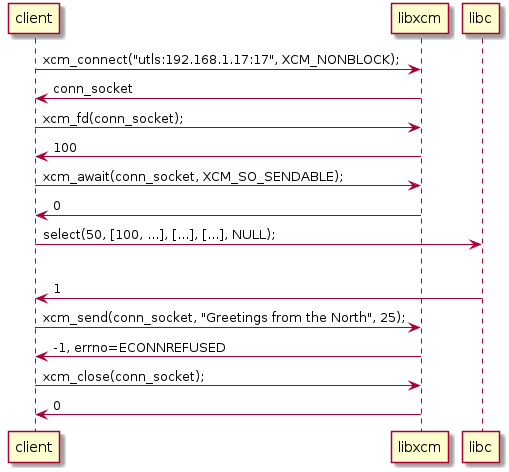 client libxcm libc
xcm_connect("utls:192.168.1.17:17", XCM_NONBLOCK);
conn_socket
xcm_fd(conn_socket);
100
xcm_await(conn_socket, XCM_SO_SENDABLE);
0
select(50, [100, ...], [...], [...], NULL);
1
xcm_send(conn_socket, "Greetings from the North", 25);
-1, errno=ECONNREFUSED
xcm_close(conn_socket);
0
client libxcm libc